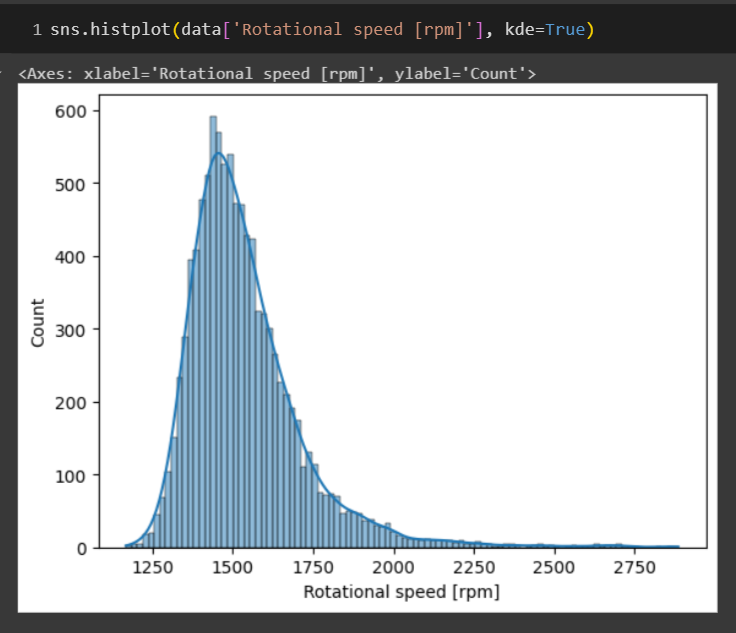 1 sns.histplot(data['Rotational speed [rpm]'], kde=True)
<Axes: xlabel='Rotational speed [rpm]', ylabel='Count'>
600
500
400
300
200
100
0
Count
1250 1500 1750 2000 2250 2500 2750
Rotational speed [rpm]